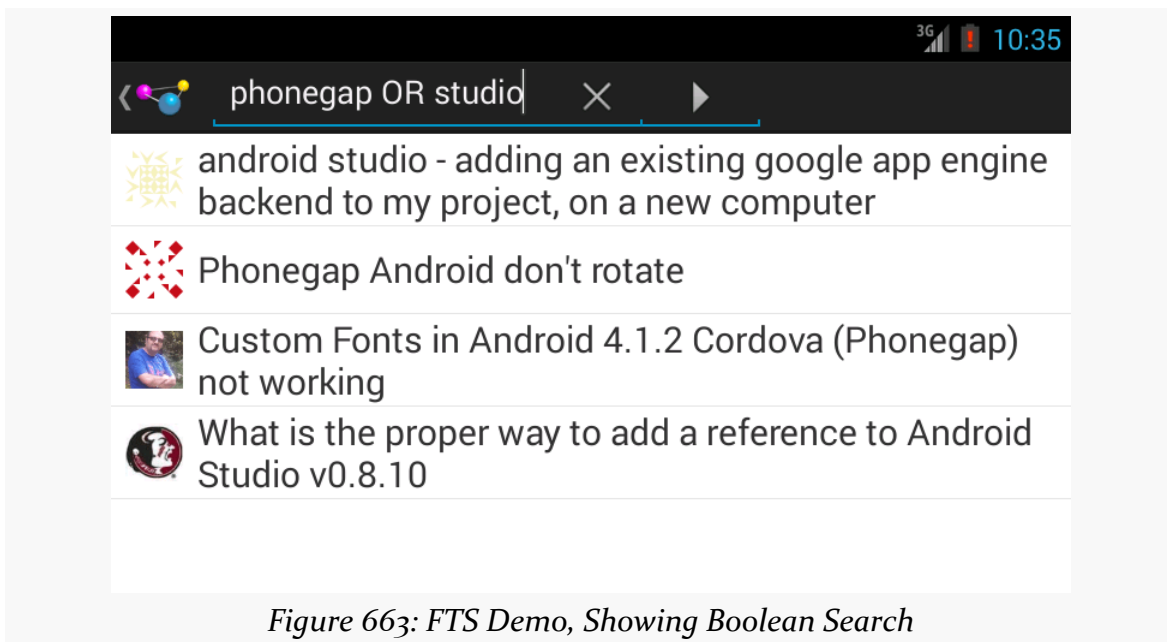 3G 10:35
phonegap OR studio
android studio - adding an existing google app engine
backend to my project, on a new computer
Phonegap Android don't rotate
Custom Fonts in Android 4.1.2 Cordova (Phonegap)
not working
What is the proper way to add a reference to Android
Studio v0.8.10
Figure 663: FTS Demo, Showing Boolean Search